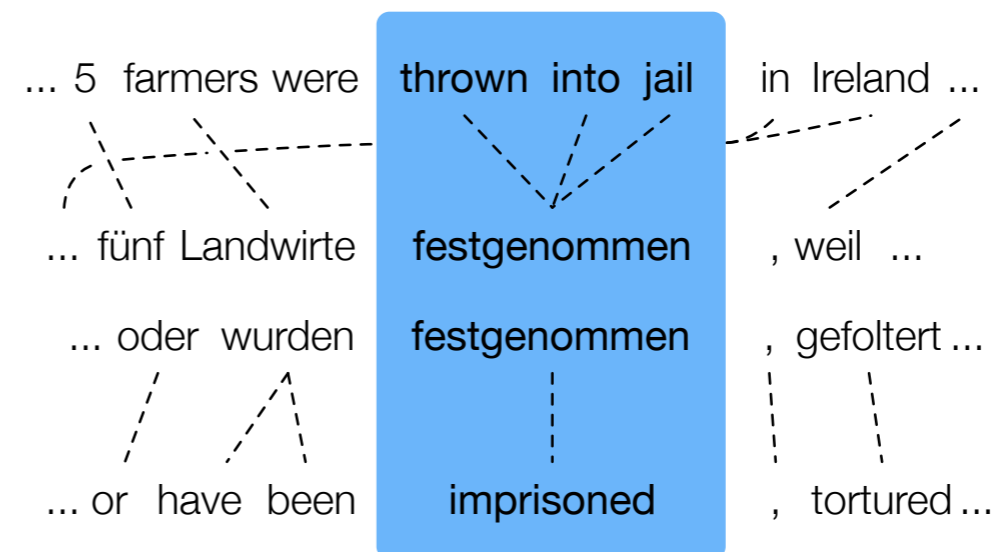 ... 5 farmers were thrown into jail in Ireland ...
... fünf Landwirte festgenommen , weil ...
... oder wurden festgenommen , gefoltert ...
... or have been imprisoned , tortured ...